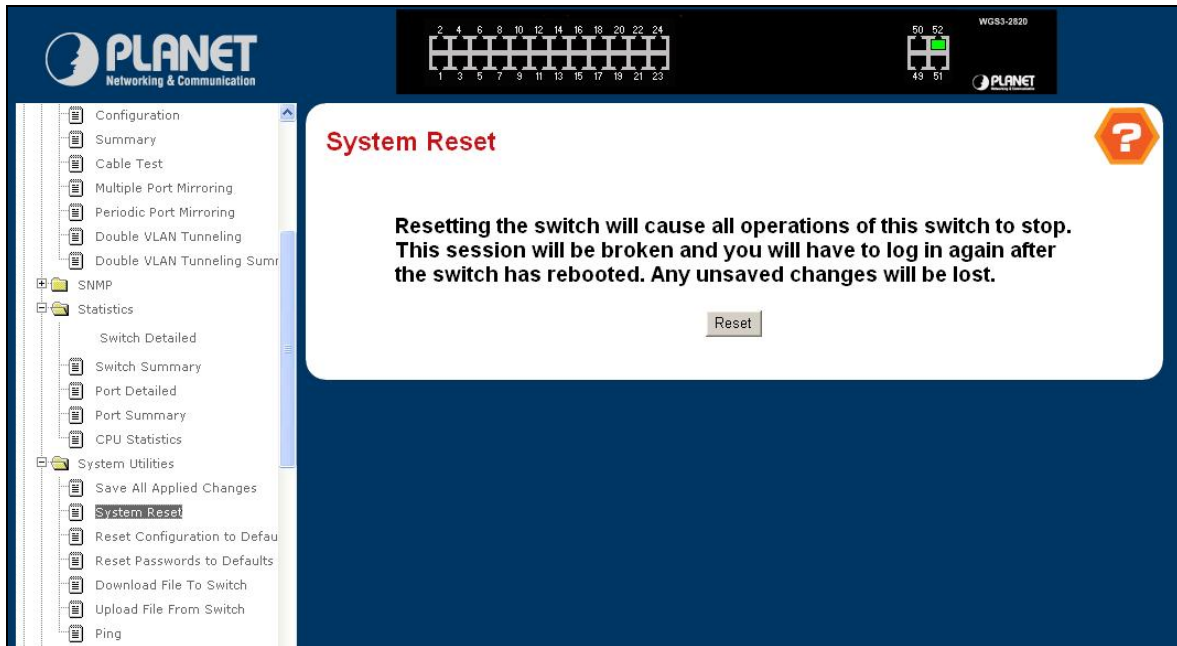 PLANET
Networking & Communication
2 4 6 8 10 12 14 16 18 20 22 24
1 3 5 7 9 11 13 15 17 19 21 23
50 52
49 51
WGS3-2820
PLANET
Configuration
Summary
Cable Test
Multiple Port Mirroring
Periodic Port Mirroring
Double VLAN Tunneling
Double VLAN Tunneling Summ
SNMP
Statistics
Switch Detailed
Switch Summary
Port Detailed
Port Summary
CPU Statistics
System Utilities
Save All Applied Changes
System Reset
Reset Configuration to Defau
Reset Passwords to Defaults
Download File To Switch
Upload File From Switch
Ping
System Reset
?
Resetting the switch will cause all operations of this switch to stop.
This session will be broken and you will have to log in again after
the switch has rebooted. Any unsaved changes will be lost.
Reset